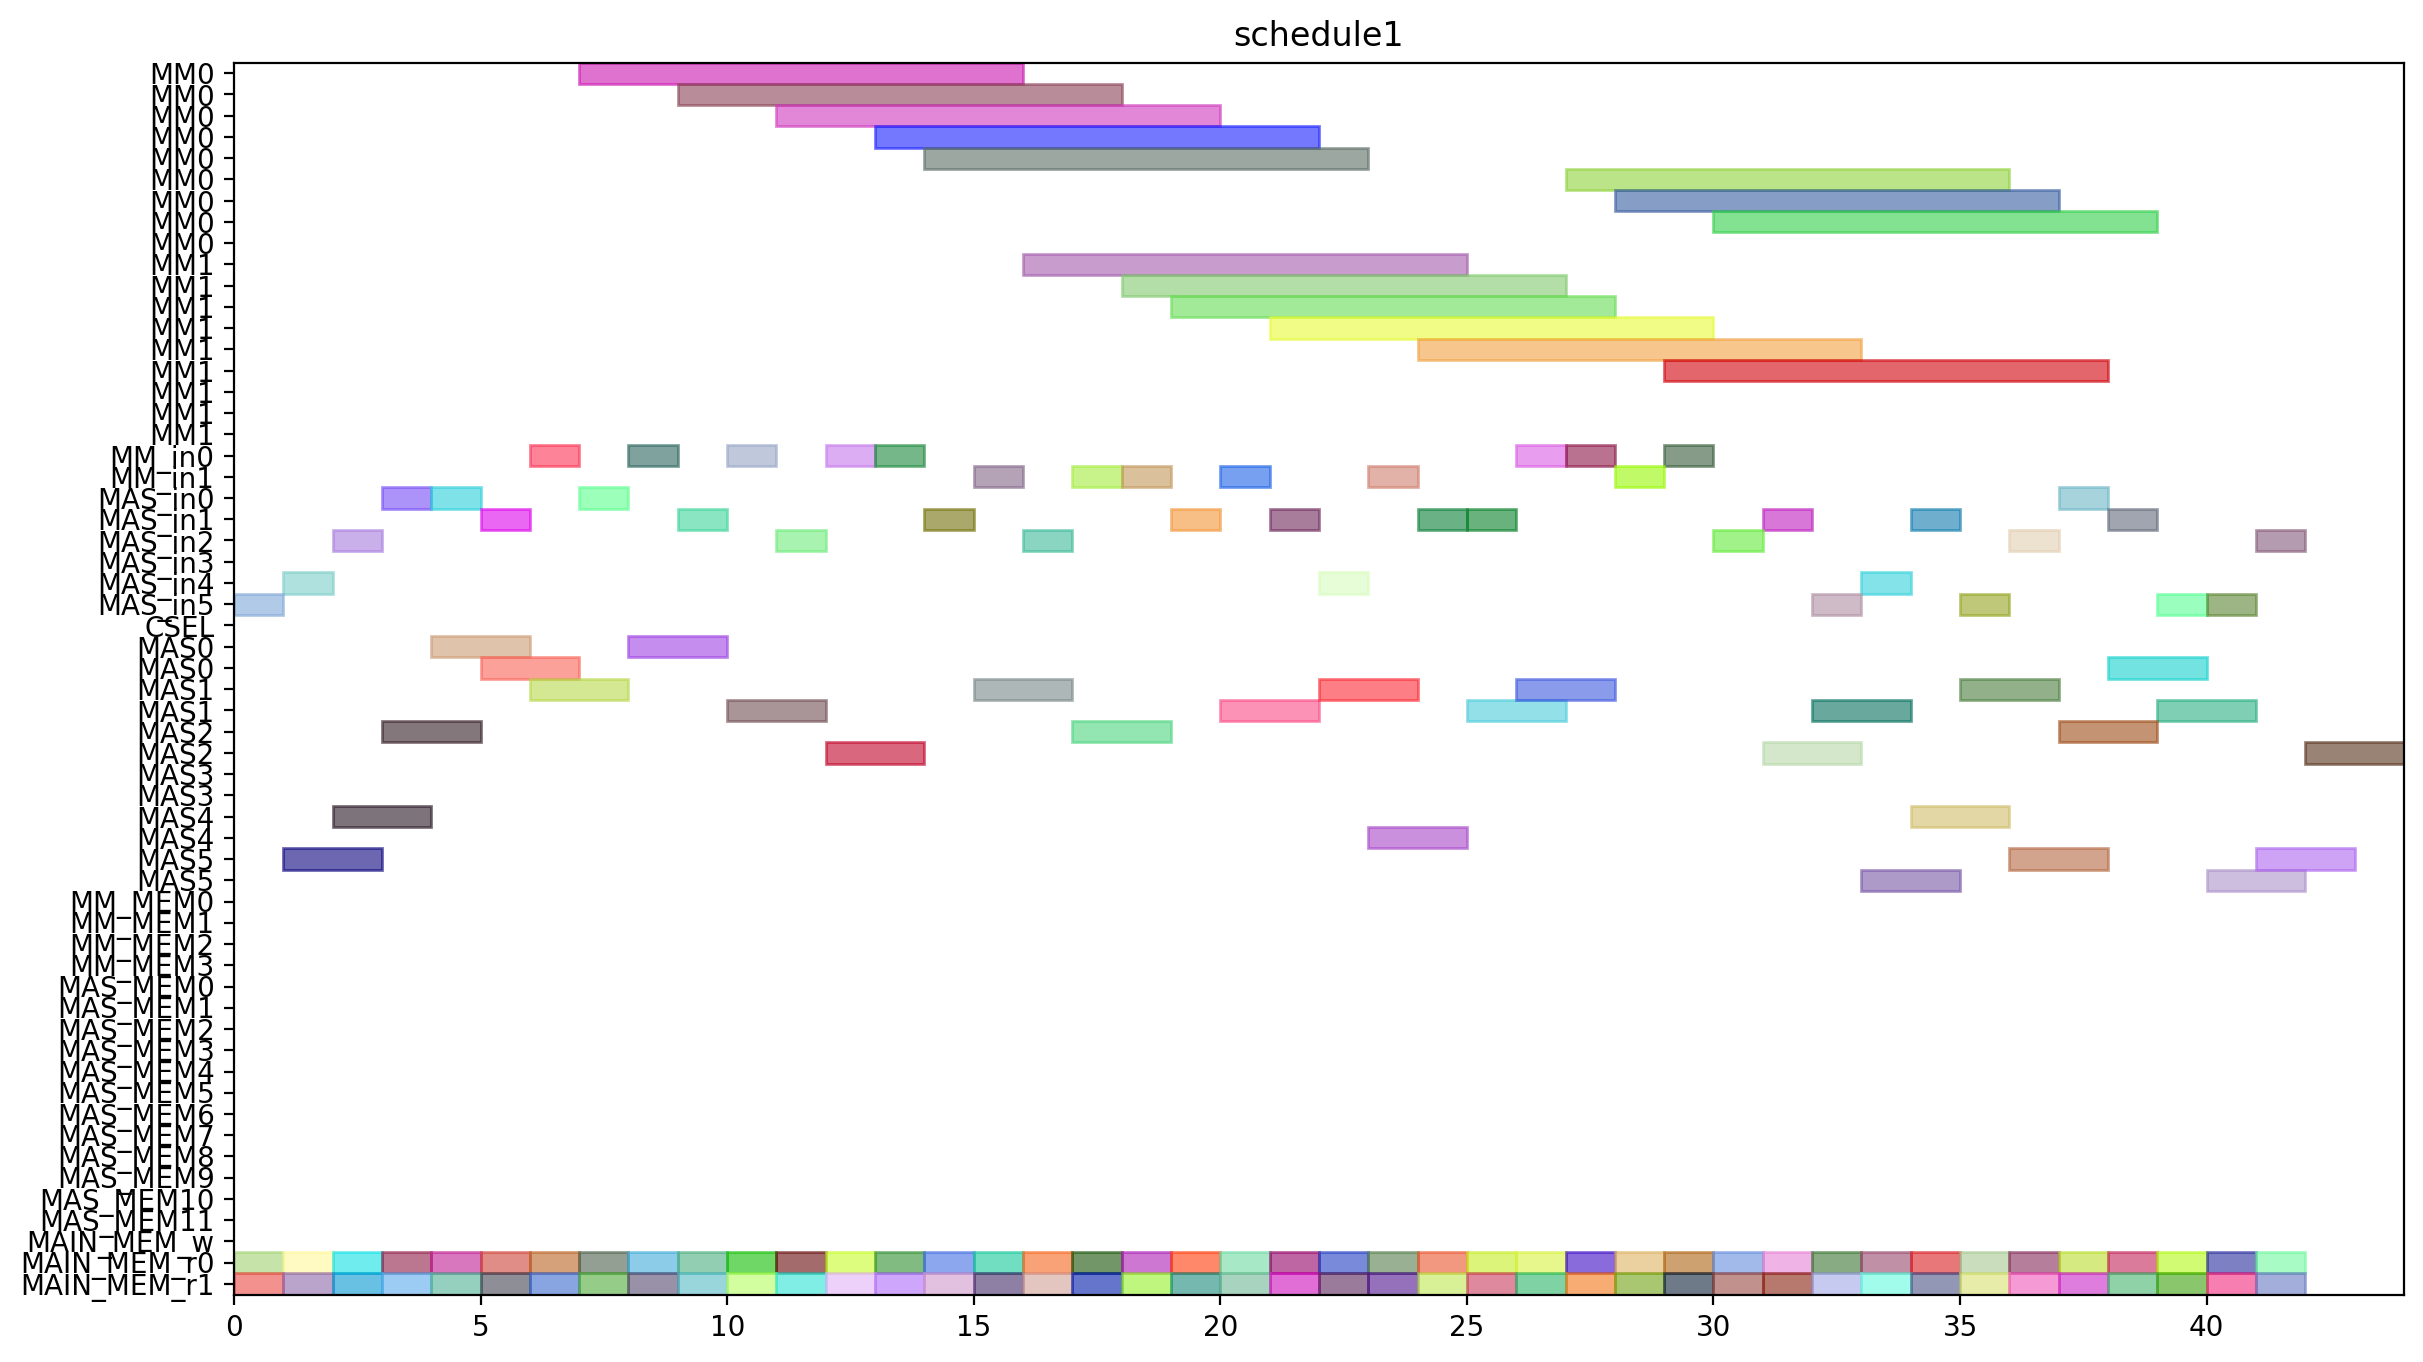 schedule1
MM0
MM0
MM0
MM0
MM0
MM0
MM0
MM0
MM0
MM1
MM1
MM1
MM1
MM1
MM1
MM1
MM1
MM1
MM_in0
MM_in1
MAS_in0
MAS_in1
MAS_in2
MAS_in3
MAS_in4
MAS_in5
CSEL
MAS0
MAS0
MAS1
MAS1
MAS2
MAS2
MAS3
MAS3
MAS4
MAS4
MAS5
MAS5
MM_MEM0
MM_MEM1
MM_MEM2
MM_MEM3
MAS_MEM0
MAS_MEM1
MAS_MEM2
MAS_MEM3
MAS_MEM4
MAS_MEM5
MAS_MEM6
MAS_MEM7
MAS_MEM8
MAS_MEM9
MAS_MEM10
MAS_MEM11
MAIN_MEM_w
MAIN_MEM_r0
MAIN_MEM_r1
0 5 10 15 20 25 30 35 40